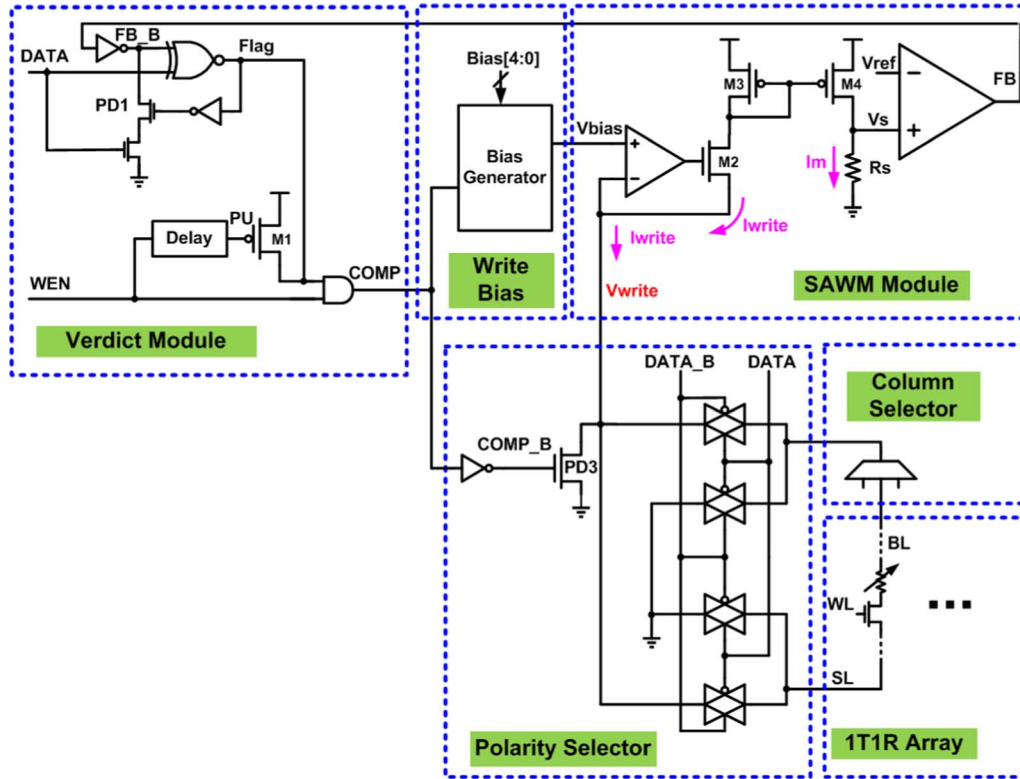 FB_B
DATA
Flag
PD1
PU
Delay
M1
WEN
COMP
Verdict Module
Bias[4:0]
Bias
Generator
Write
Bias
Vbias
+
−
M2
M3
M4
Vref
−
FB
Vs
+
Im
Rs
Iwrite
Iwrite
Vwrite
SAWM Module
DATA_B
DATA
COMP_B
PD3
Polarity Selector
Column
Selector
BL
WL
SL
1T1R Array